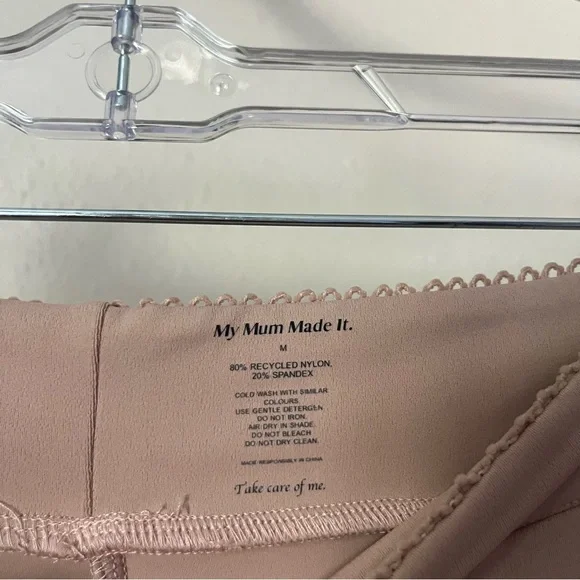 My Mum Made It.
M
80% RECYCLED NYLON,
20% SPANDEX
COLD WASH WITH SIMILAR
COLOURS.
USE GENTLE DETERGEN
DO NOT IRON.
AIR DRY IN SHADE.
DO NOT BLEACH
DO NOT DRY CLEAN.
MADE RESPONSIBLY IN CHINA
Take care of me.